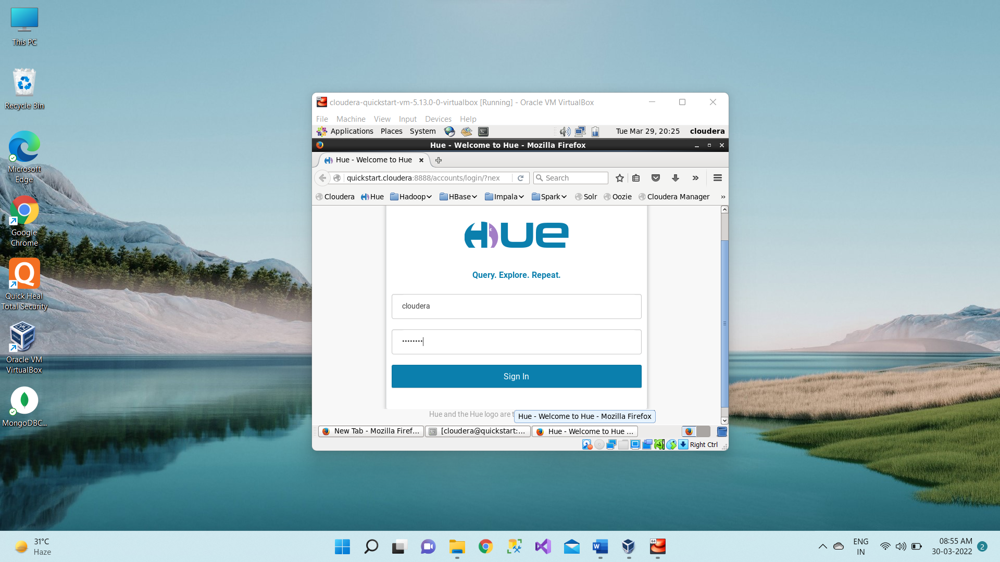 This PC
Recycle Bin
Microsoft
Edge
Google
Chrome
Quick Heal
Total Security
Oracle VM
VirtualBox
MongoDBC...
cloudera-quickstart-vm-5.13.0-0-virtualbox [Running] - Oracle VM VirtualBox
File Machine View Input Devices Help
Applications Places System Tue Mar 29, 20:25 cloudera
Hue - Welcome to Hue - Mozilla Firefox
Hue - Welcome to Hue
quickstart.cloudera:8888/accounts/login/?nex Search
Cloudera Hue Hadoop HBase Impala Spark Solr Oozie Cloudera Manager »
HUE
Query. Explore. Repeat.
cloudera
••••••••
Sign In
Hue and the Hue logo are t
Hue - Welcome to Hue - Mozilla Firefox
New Tab - Mozilla Firef... [cloudera@quickstart:... Hue - Welcome to Hue ...
Right Ctrl
31°C
Haze
ENG
IN
08:55 AM
30-03-2022
2